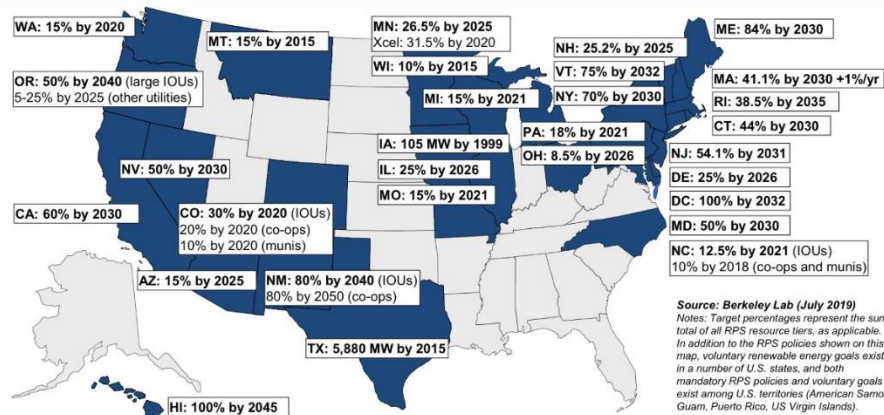 WA: 15% by 2020
MT: 15% by 2015
MN: 26.5% by 2025
Xcel: 31.5% by 2020
ME: 84% by 2030
NH: 25.2% by 2025
OR: 50% by 2040 (large IOUs)
5-25% by 2025 (other utilities)
WI: 10% by 2015
VT: 75% by 2032
MA: 41.1% by 2030 +1%/yr
MI: 15% by 2021
NY: 70% by 2030
RI: 38.5% by 2035
CT: 44% by 2030
PA: 18% by 2021
IA: 105 MW by 1999
OH: 8.5% by 2026
NJ: 54.1% by 2031
NV: 50% by 2030
IL: 25% by 2026
DE: 25% by 2026
MO: 15% by 2021
DC: 100% by 2032
CA: 60% by 2030
CO: 30% by 2020 (IOUs)
20% by 2020 (co-ops)
10% by 2020 (munis)
MD: 50% by 2030
NC: 12.5% by 2021 (IOUs)
10% by 2018 (co-ops and munis)
AZ: 15% by 2025
NM: 80% by 2040 (IOUs)
80% by 2050 (co-ops)
TX: 5,880 MW by 2015
HI: 100% by 2045
Source: Berkeley Lab (July 2019)
Notes: Target percentages represent the sum
total of all RPS resource tiers, as applicable.
In addition to the RPS policies shown on this
map, voluntary renewable energy goals exist
in a number of U.S. states, and both
mandatory RPS policies and voluntary goals
exist among U.S. territories (American Samo
Guam, Puerto Rico, US Virgin Islands).